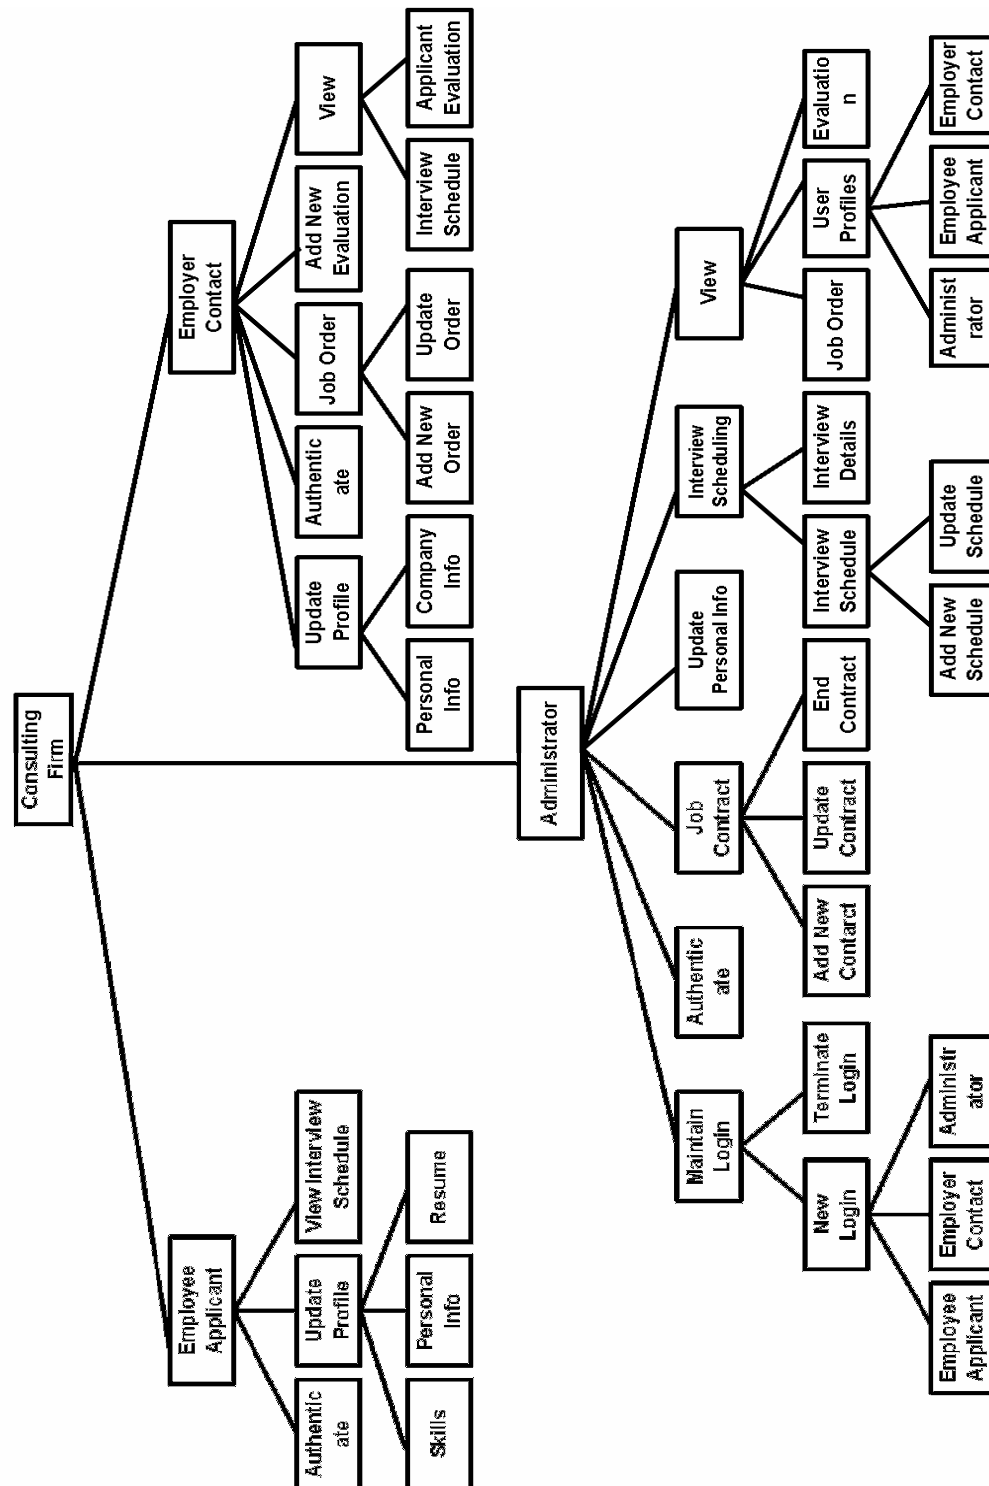 Consulting
Firm
Employee
Applicant
Employer
Contact
Authentic
ate
Update
Profile
View Interview
Schedule
Update
Profile
Authentic
ate
Job Order
Add New
Evaluation
View
Skills
Personal
Info
Resume
Personal
Info
Company
Info
Add New
Order
Update
Order
Interview
Schedule
Applicant
Evaluation
Administrator
Maintain
Login
Authentic
ate
Job
Contract
Update
Personal Info
Interview
Scheduling
View
New
Login
Terminate
Login
Add New
Contarct
Update
Contract
End
Contract
Interview
Schedule
Interview
Details
Job Order
User
Profiles
Evaluatio
n
Employee
Applicant
Employer
Contact
Administr
ator
Add New
Schedule
Update
Schedule
Administ
rator
Employee
Applicant
Employer
Contact